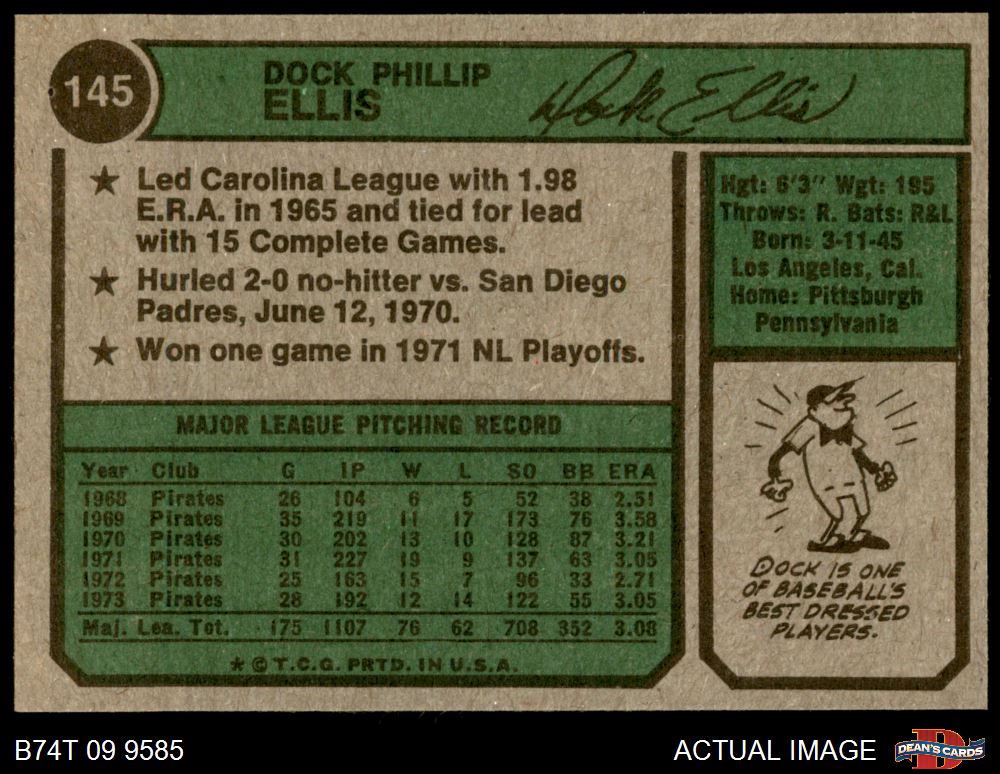 145
DOCK PHILLIP
ELLIS
Dock Ellis
★ Led Carolina League with 1.98
E.R.A. in 1965 and tied for lead
with 15 Complete Games.
★ Hurled 2-0 no-hitter vs. San Diego
Padres, June 12, 1970.
★ Won one game in 1971 NL Playoffs.
Hgt: 6'3" Wgt: 195
Throws: R. Bats: R&L
Born: 3-11-45
Los Angeles, Cal.
Home: Pittsburgh
Pennsylvania
MAJOR LEAGUE PITCHING RECORD
Year Club G IP W L SO BB ERA
1968 Pirates 26 104 6 5 52 38 2.51
1969 Pirates 35 219 11 17 173 76 3.58
1970 Pirates 30 202 13 10 128 87 3.21
1971 Pirates 31 227 19 9 137 63 3.05
1972 Pirates 25 163 15 7 96 33 2.71
1973 Pirates 28 192 12 14 122 55 3.05
Maj. Lea. Tot. 175 1107 76 62 708 352 3.08
★ © T.C.G. PRTD. IN U.S.A.
DOCK IS ONE
OF BASEBALL'S
BEST DRESSED
PLAYERS.
B74T 09 9585
ACTUAL IMAGE
D
DEAN'S CARDS